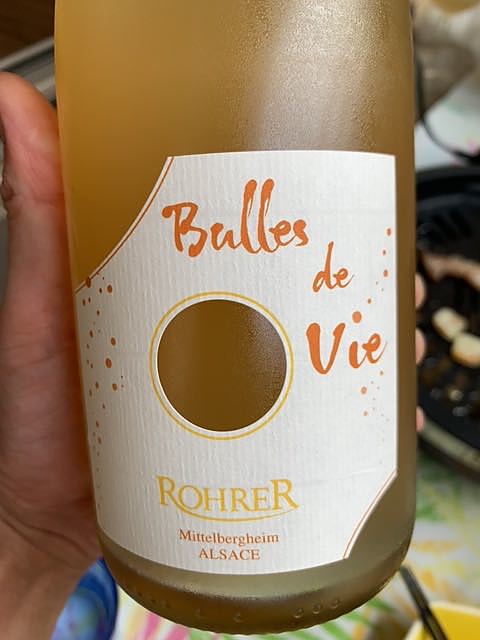 Bulles
de
Vie
ROHRER
Mittelbergheim
ALSACE